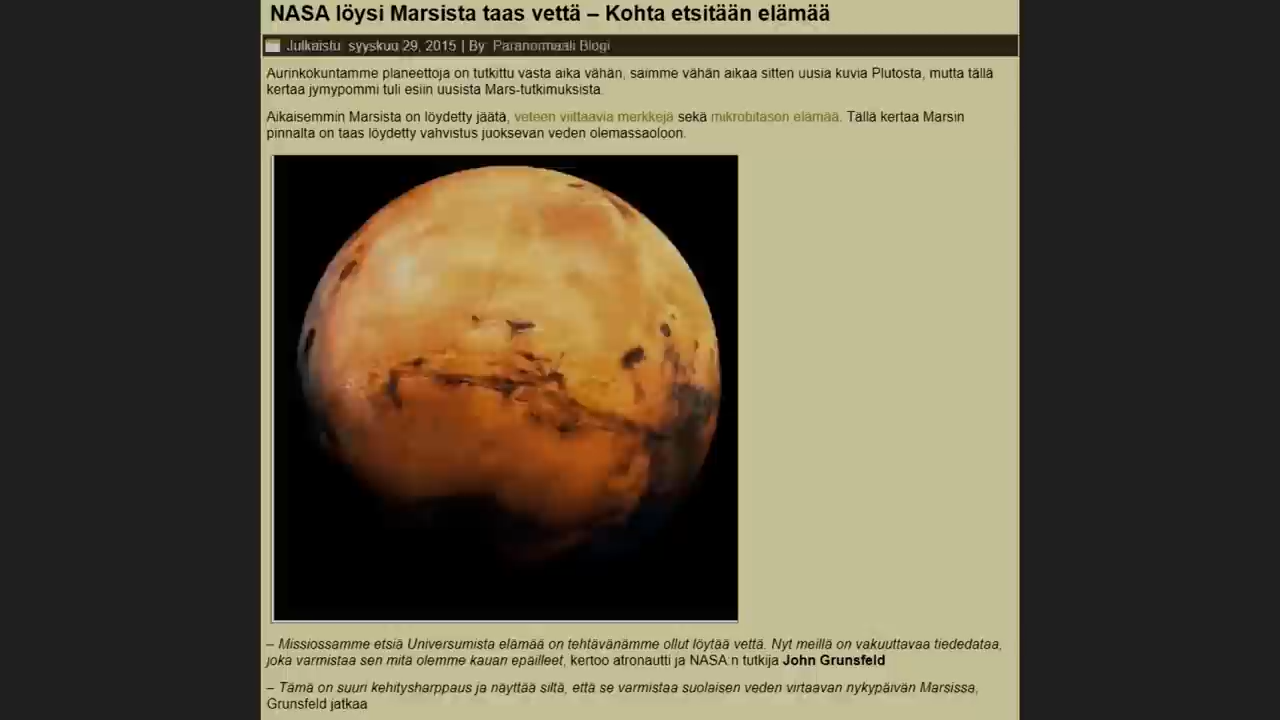 NASA löysi Marsista taas vettä – Kohta etsitään elämää
Julkaistu: syyskuu 29, 2015 | By: Paranormaali Blogi
Aurinkokuntamme planeettoja on tutkittu vasta aika vähän, saimme vähän aikaa sitten uusia kuvia Plutosta, mutta tällä
kertaa jymypommi tuli esiin uusista Mars-tutkimuksista.
Aikaisemmin Marsista on löydetty jäätä, veteen viittaavia merkkejä sekä mikrobitason elämää. Tällä kertaa Marsin
pinnalta on taas löydetty vahvistus juoksevan veden olemassaoloon.
– Missiossamme etsiä Universumista elämää on tehtävänämme ollut löytää vettä. Nyt meillä on vakuuttavaa tiededataa,
joka varmistaa sen mitä olemme kauan epäilleet, kertoo atronautti ja NASA:n tutkija John Grunsfeld
– Tämä on suuri kehitysharppaus ja näyttää siltä, että se varmistaa suolaisen veden virtaavan nykypäivän Marsissa,
Grunsfeld jatkaa